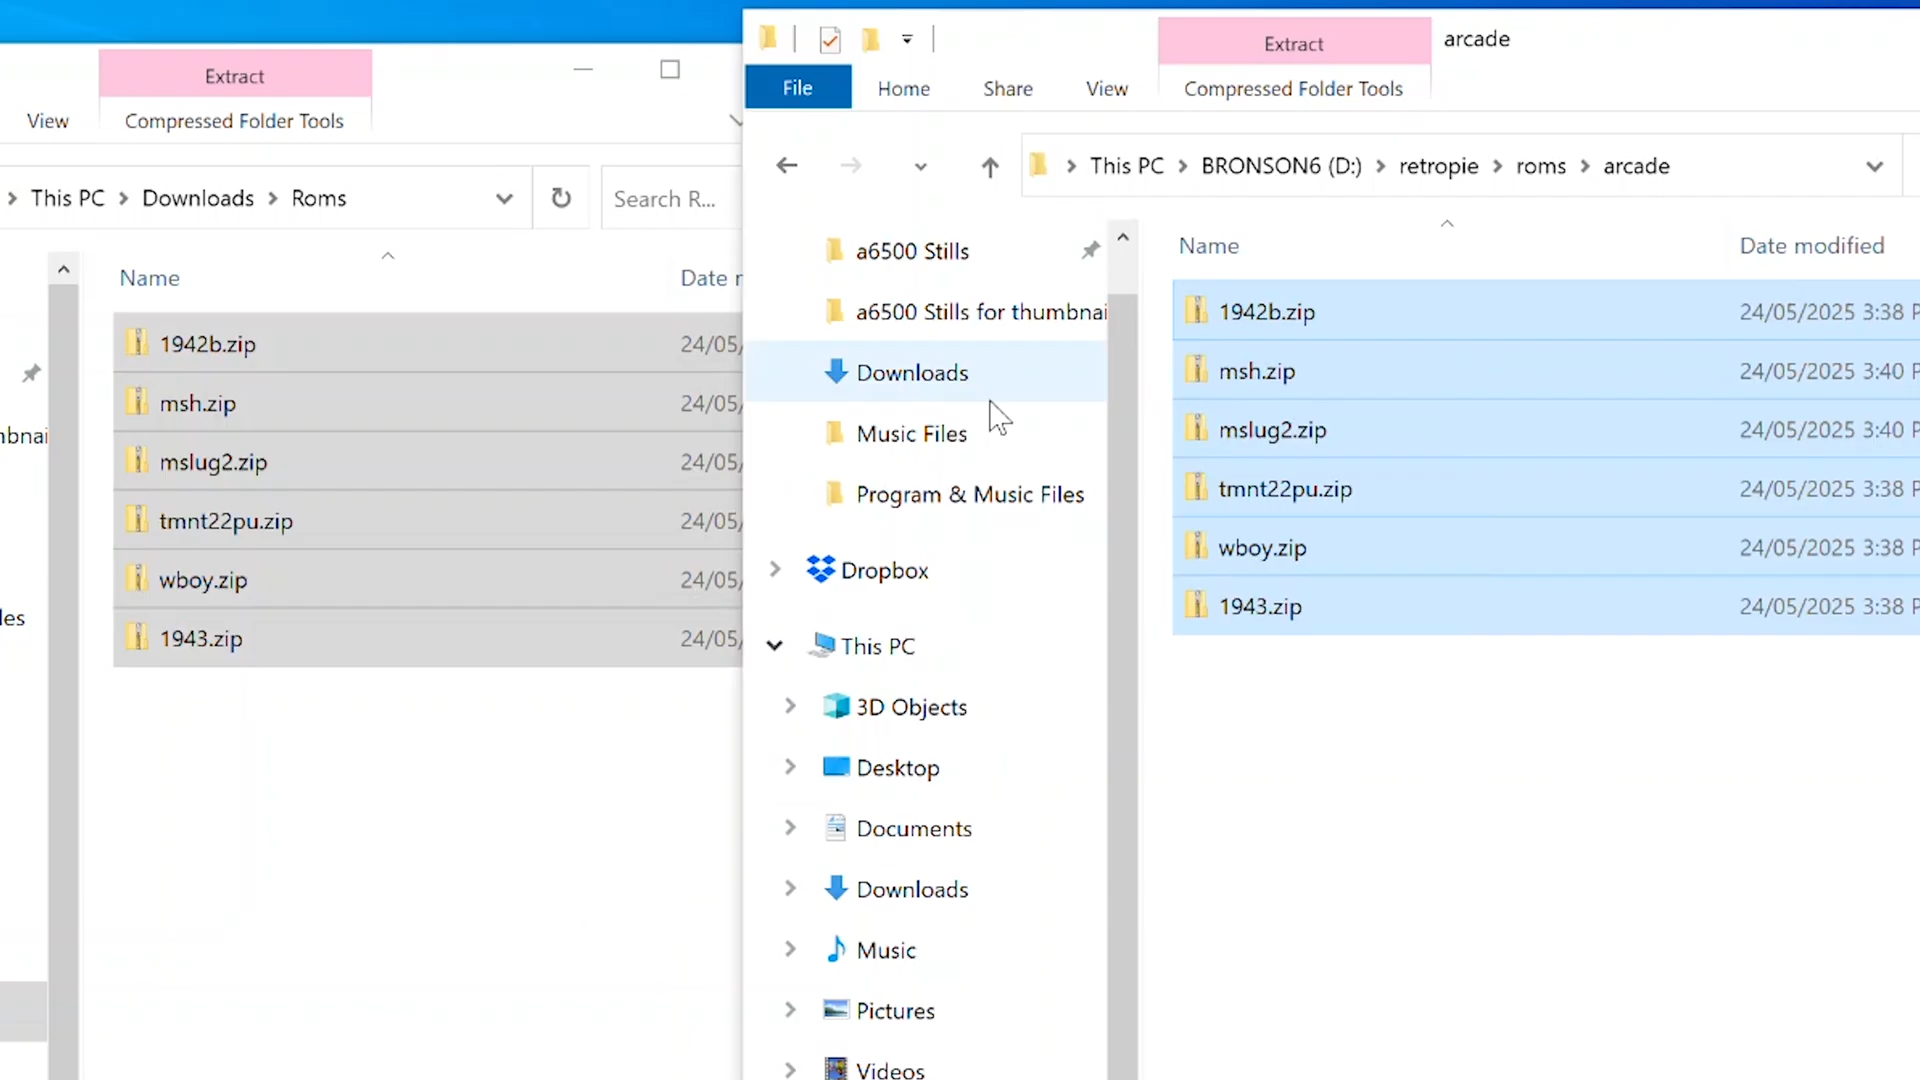 Extract
View
Compressed Folder Tools
This PC
Downloads
Roms
Search R...
Name
Date
1942b.zip
24/05/
msh.zip
24/05/
mslug2.zip
24/05/
tmnt22pu.zip
24/05/
wboy.zip
24/05/
1943.zip
24/05/
Extract
arcade
File
Home
Share
View
Compressed Folder Tools
This PC
BRONSON6 (D:)
retropie
roms
arcade
a6500 Stills
a6500 Stills for thumbnai
Downloads
Music Files
Program & Music Files
Dropbox
This PC
3D Objects
Desktop
Documents
Downloads
Music
Pictures
Videos
Name
Date modified
1942b.zip
24/05/2025 3:38 P
msh.zip
24/05/2025 3:40 P
mslug2.zip
24/05/2025 3:40 P
tmnt22pu.zip
24/05/2025 3:38 P
wboy.zip
24/05/2025 3:38 P
1943.zip
24/05/2025 3:38 P